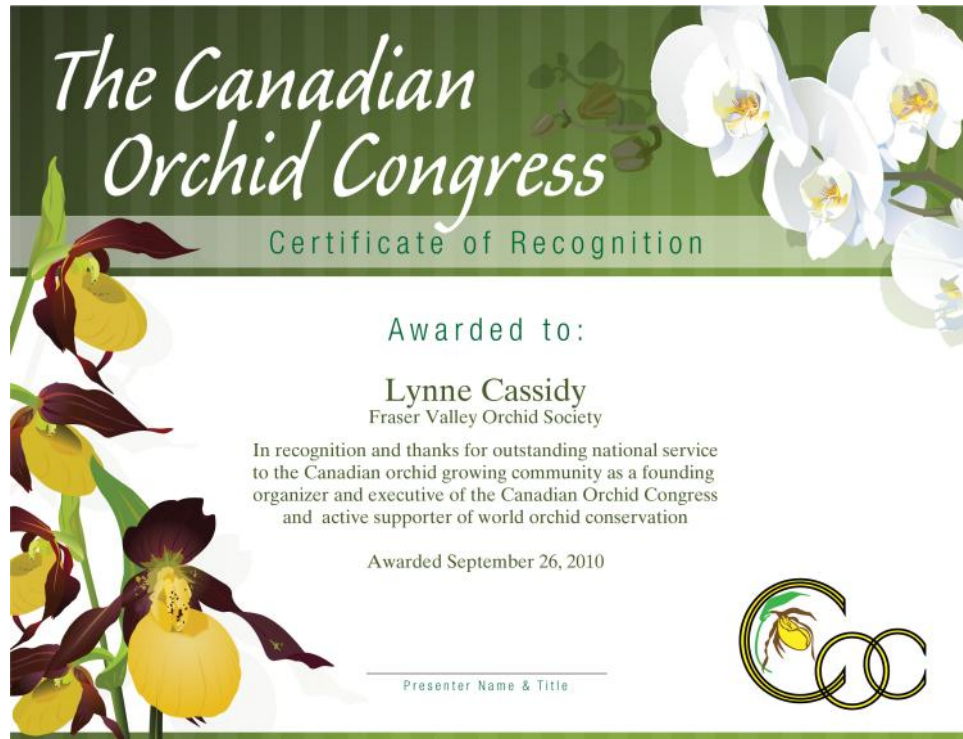 The Canadian
Orchid Congress
Certificate of Recognition
Awarded to:
Lynne Cassidy
Fraser Valley Orchid Society
In recognition and thanks for outstanding national service
to the Canadian orchid growing community as a founding
organizer and executive of the Canadian Orchid Congress
and active supporter of world orchid conservation
Awarded September 26, 2010
Presenter Name & Title
COC